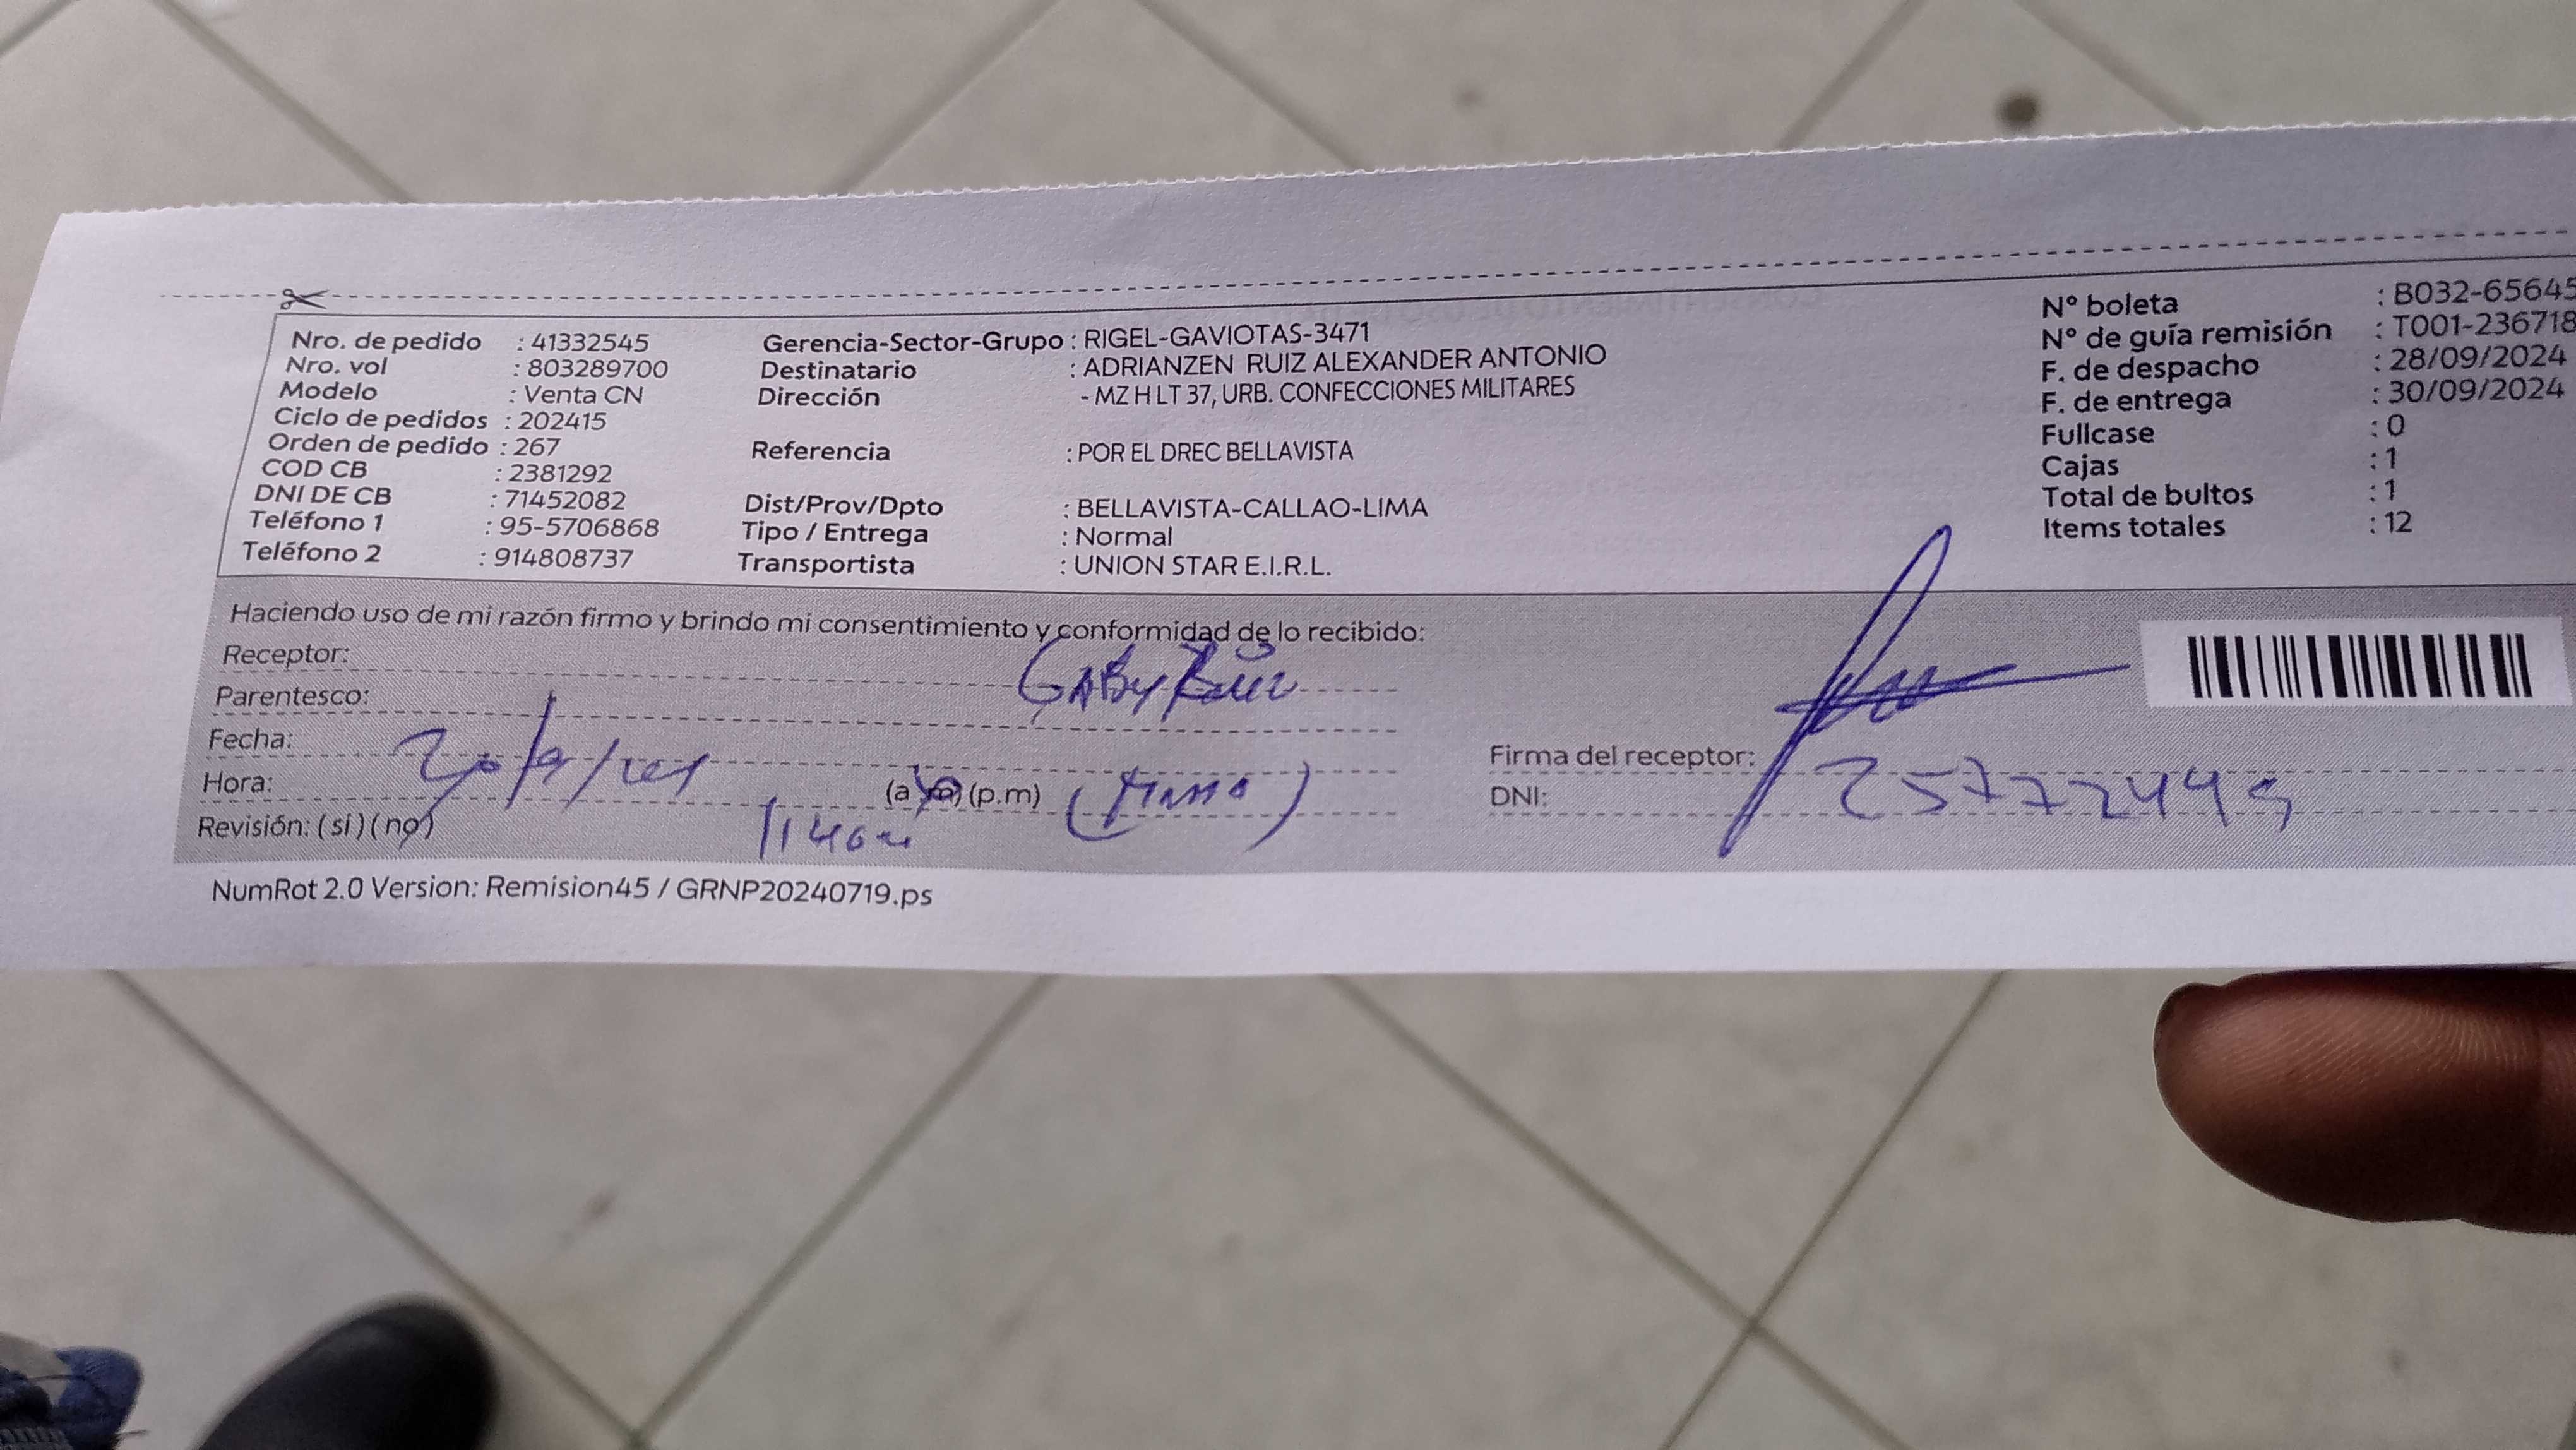 Nro. de pedido : 41332545
Nro. vol : 803289700
Modelo : Venta CN
Ciclo de pedidos : 202415
Orden de pedido : 267
COD CB : 2381292
DNI DE CB : 71452082
Teléfono 1 : 95-5706868
Teléfono 2 : 914808737
Gerencia-Sector-Grupo : RIGEL-GAVIOTAS-3471
Destinatario : ADRIANZEN RUIZ ALEXANDER ANTONIO
Dirección - MZ H LT 37, URB. CONFECCIONES MILITARES
Referencia : POR EL DREC BELLAVISTA
Dist/Prov/Dpto : BELLAVISTA-CALLAO-LIMA
Tipo / Entrega : Normal
Transportista : UNION STAR E.I.R.L.
N° boleta : B032-65645
N° de guía remisión : T001-236718
F. de despacho : 28/09/2024
F. de entrega : 30/09/2024
Fullcase : 0
Cajas : 1
Total de bultos : 1
Items totales : 12
Haciendo uso de mi razón firmo y brindo mi consentimiento y conformidad de lo recibido:
Receptor: GABy Ruiz
Parentesco:
Fecha:
Hora: (a.m) (p.m)
Revisión: (si) (no)
Firma del receptor:
DNI: 25772449
NumRot 2.0 Version: Remision45 / GRNP20240719.ps